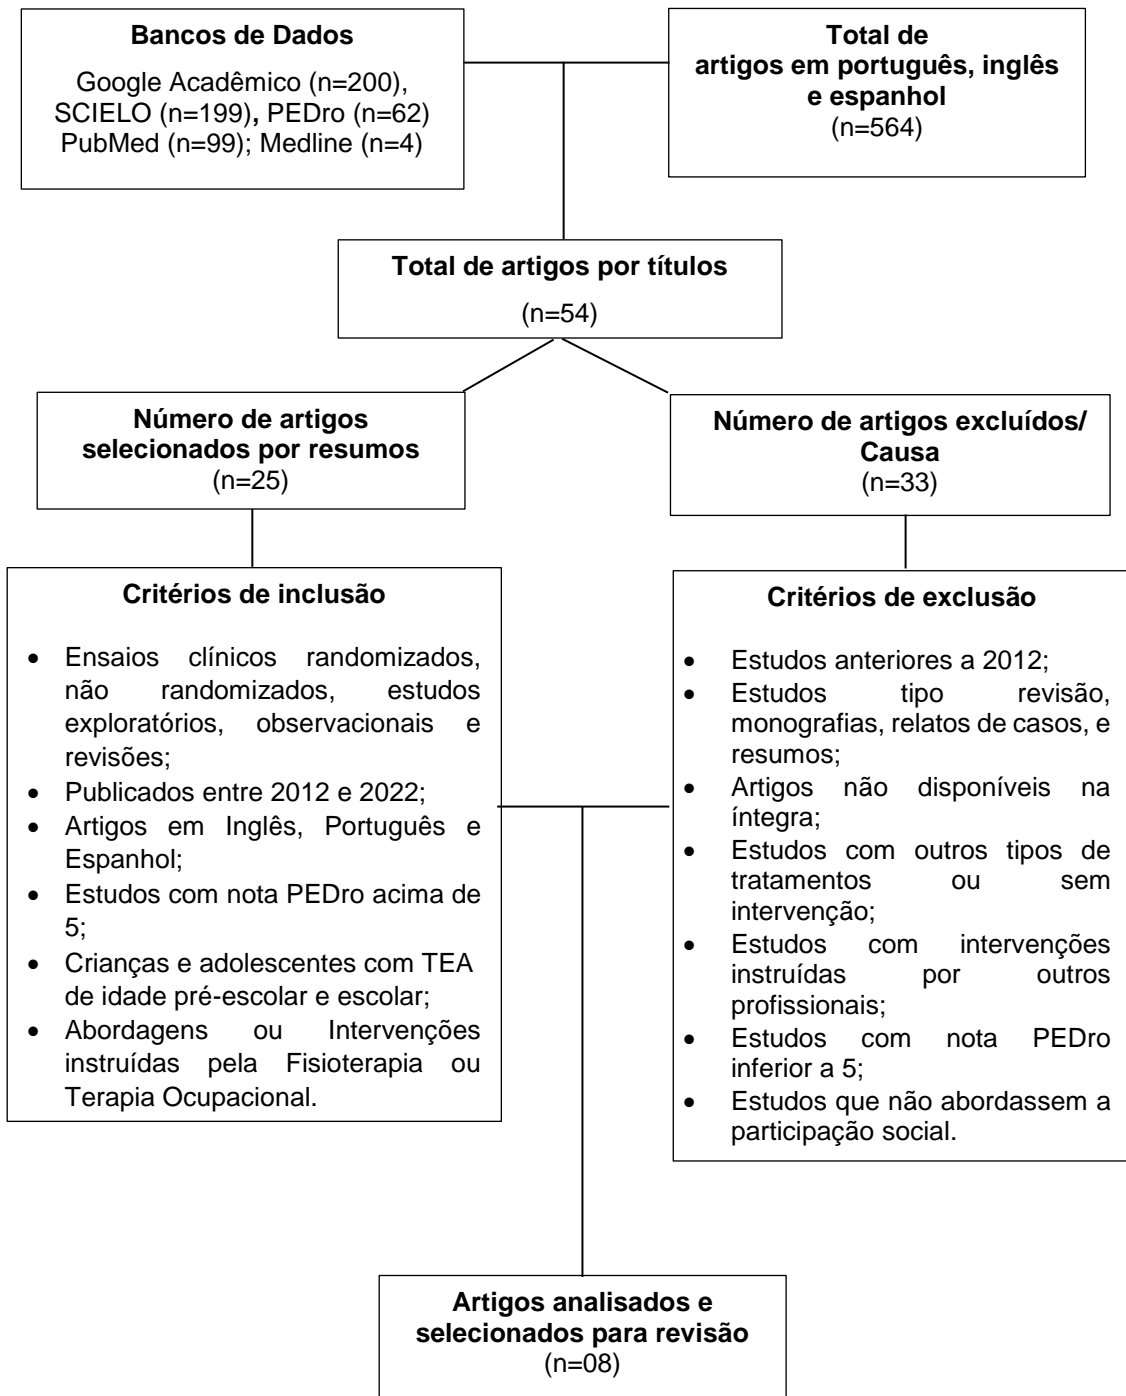 Bancos de Dados
Google Acadêmico (n=200),
SCIELO (n=199), PEDro (n=62)
PubMed (n=99); Medline (n=4)
Total de
artigos em português, inglês
e espanhol
(n=564)
Total de artigos por títulos
(n=54)
Número de artigos
selecionados por resumos
(n=25)
Número de artigos excluídos/
Causa
(n=33)
Critérios de inclusão
• Ensaios clínicos randomizados,
não randomizados, estudos
exploratórios, observacionais e
revisões;
• Publicados entre 2012 e 2022;
• Artigos em Inglês, Português e
Espanhol;
• Estudos com nota PEDro acima de
5;
• Crianças e adolescentes com TEA
de idade pré-escolar e escolar;
• Abordagens ou Intervenções
instruídas pela Fisioterapia ou
Terapia Ocupacional.
Critérios de exclusão
• Estudos anteriores a 2012;
• Estudos tipo revisão,
monografias, relatos de casos, e
resumos;
• Artigos não disponíveis na
íntegra;
• Estudos com outros tipos de
tratamentos ou sem
intervenção;
• Estudos com intervenções
instruídas por outros
profissionais;
• Estudos com nota PEDro
inferior a 5;
• Estudos que não abordassem a
participação social.
Artigos analisados e
selecionados para revisão
(n=08)